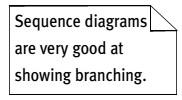 Sequence diagrams
are very good at
showing branching.